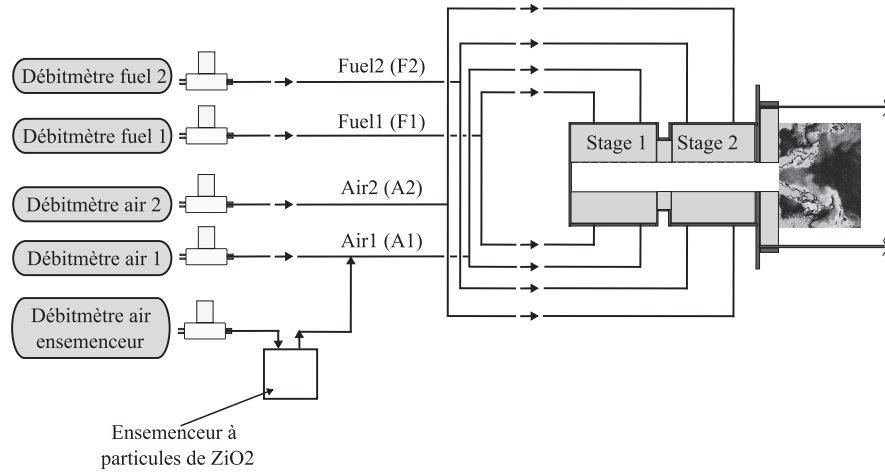 Débitmètre fuel 2
Fuel2 (F2)
Débitmètre fuel 1
Fuel1 (F1)
Stage 1
Stage 2
Débitmètre air 2
Air2 (A2)
Débitmètre air 1
Air1 (A1)
Débitmètre air
ensemenceur
Ensemenceur à
particules de ZiO2